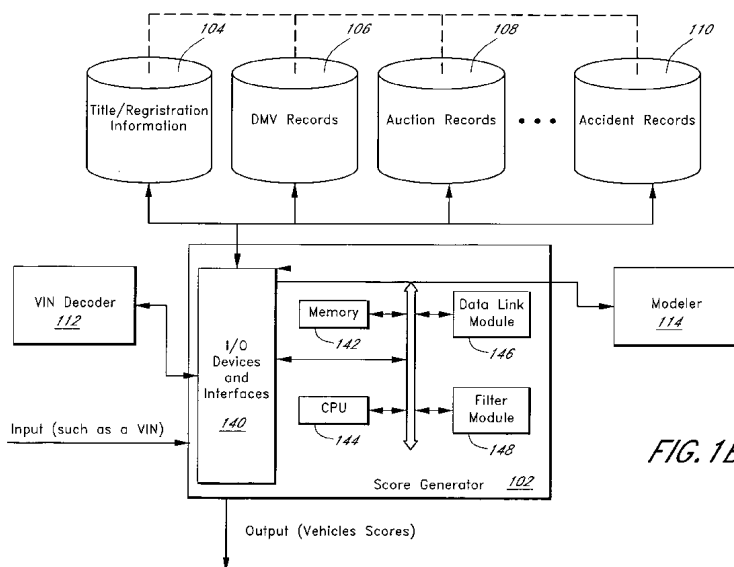 104
106
108
110
Title/Regristration
Information
DMV Records
Auction Records
Accident Records
VIN Decoder
112
I/O
Devices
and
Interfaces
140
Memory
142
Data Link
Module
146
Modeler
114
CPU
144
Filter
Module
148
Input (such as a VIN)
Score Generator
102
FIG. 1B
Output (Vehicles Scores)